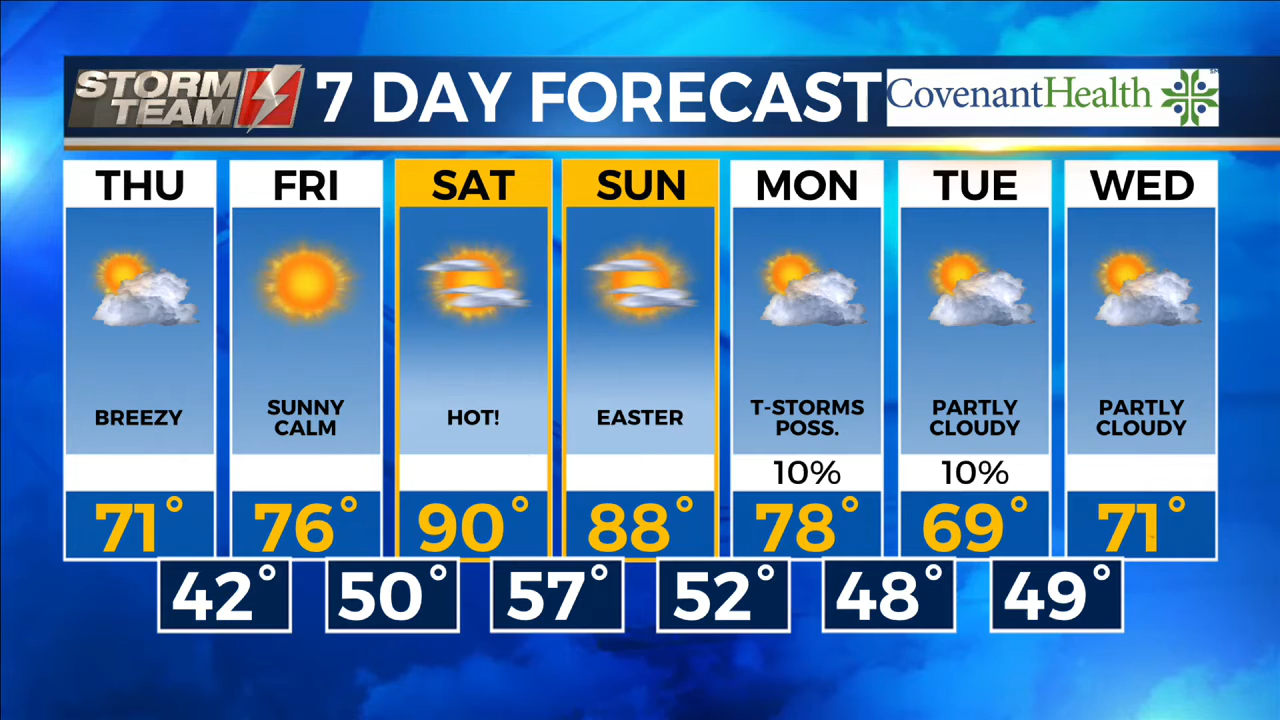 STORM
TEAM
7 DAY FORECAST
CovenantHealth SM
THU FRI SAT SUN MON TUE WED
BREEZY
SUNNY
CALM
HOT!
EASTER
T-STORMS
POSS.
PARTLY
CLOUDY
PARTLY
CLOUDY
10% 10%
71° 76° 90° 88° 78° 69° 71°
42° 50° 57° 52° 48° 49°